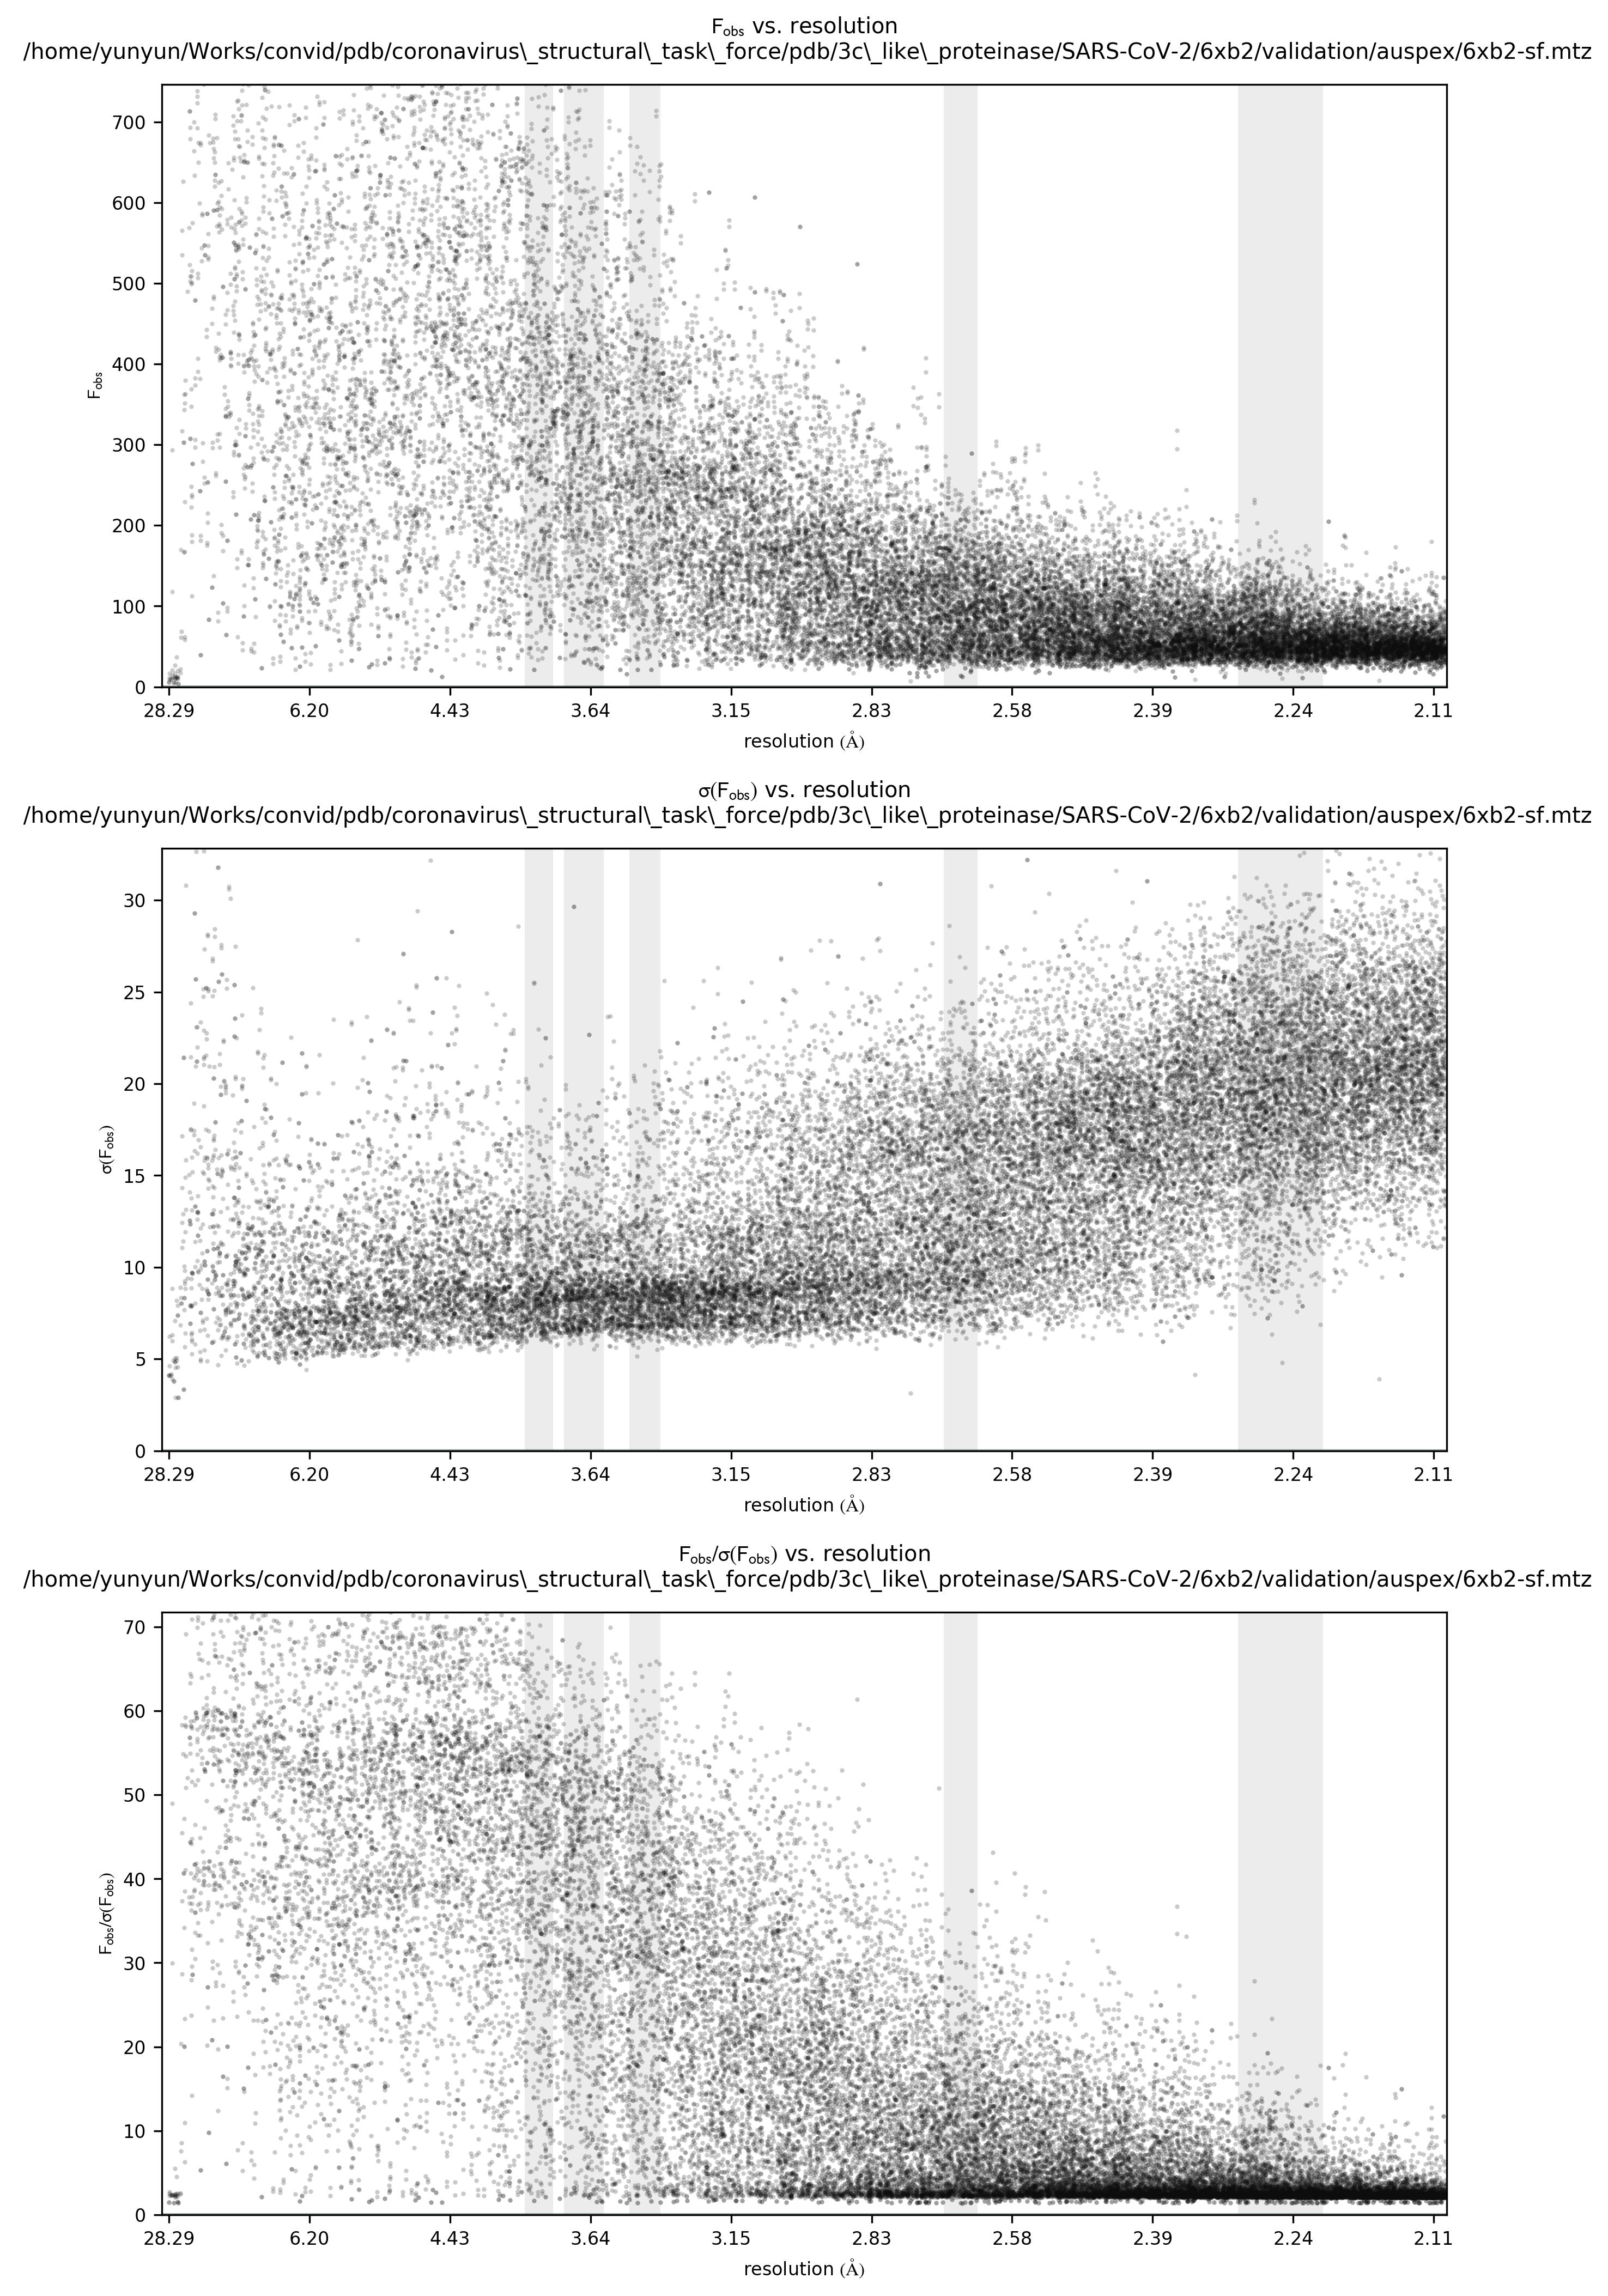 Fobs vs. resolution
/home/yunyun/Works/convid/pdb/coronavirus\_structural\_task\_force/pdb/3c\_like\_proteinase/SARS-CoV-2/6xb2/validation/auspex/6xb2-sf.mtz
700
600
500
400
300
200
100
0
Fobs
28.29 6.20 4.43 3.64 3.15 2.83 2.58 2.39 2.24 2.11
resolution (Å)
σ(Fobs) vs. resolution
/home/yunyun/Works/convid/pdb/coronavirus\_structural\_task\_force/pdb/3c\_like\_proteinase/SARS-CoV-2/6xb2/validation/auspex/6xb2-sf.mtz
30
25
20
15
10
5
0
σ(Fobs)
28.29 6.20 4.43 3.64 3.15 2.83 2.58 2.39 2.24 2.11
resolution (Å)
Fobs/σ(Fobs) vs. resolution
/home/yunyun/Works/convid/pdb/coronavirus\_structural\_task\_force/pdb/3c\_like\_proteinase/SARS-CoV-2/6xb2/validation/auspex/6xb2-sf.mtz
70
60
50
40
30
20
10
0
Fobs/σ(Fobs)
28.29 6.20 4.43 3.64 3.15 2.83 2.58 2.39 2.24 2.11
resolution (Å)